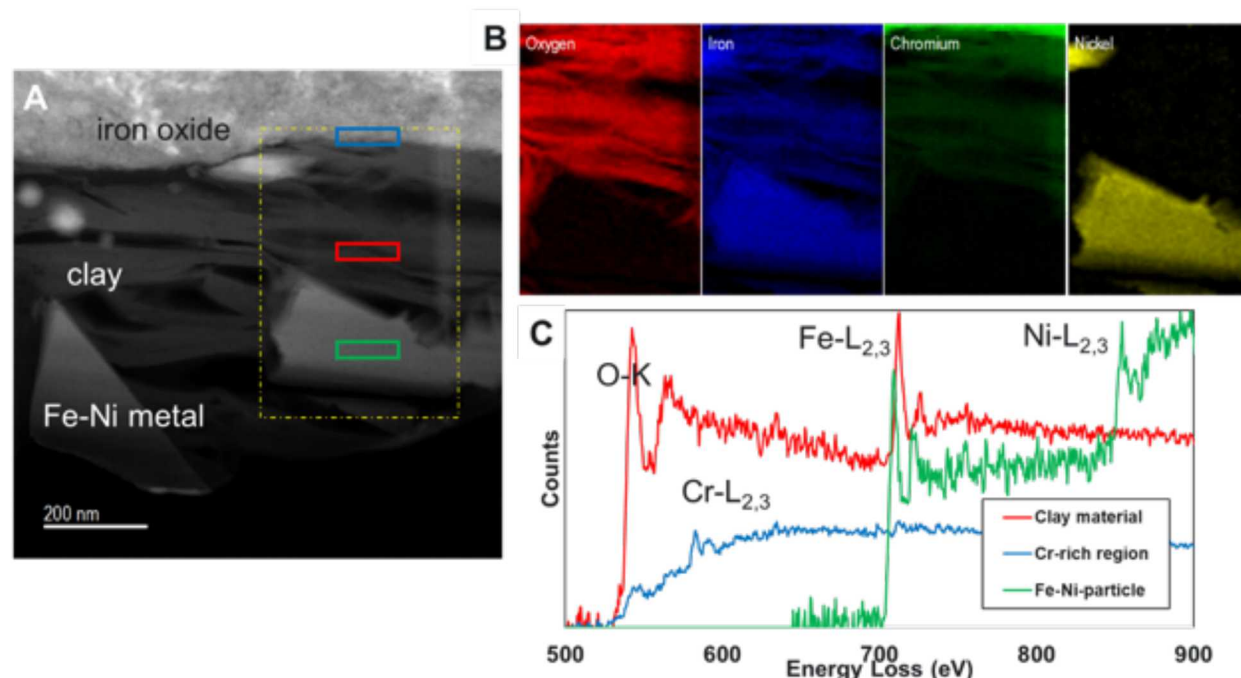 A
iron oxide
clay
Fe-Ni metal
200 nm
B
Oxygen
Iron
Chromium
Nickel
C
O-K
Cr-L2,3
Fe-L2,3
Ni-L2,3
Counts
Clay material
Cr-rich region
Fe-Ni-particle
500 600 700 800 900
Energy Loss (eV)